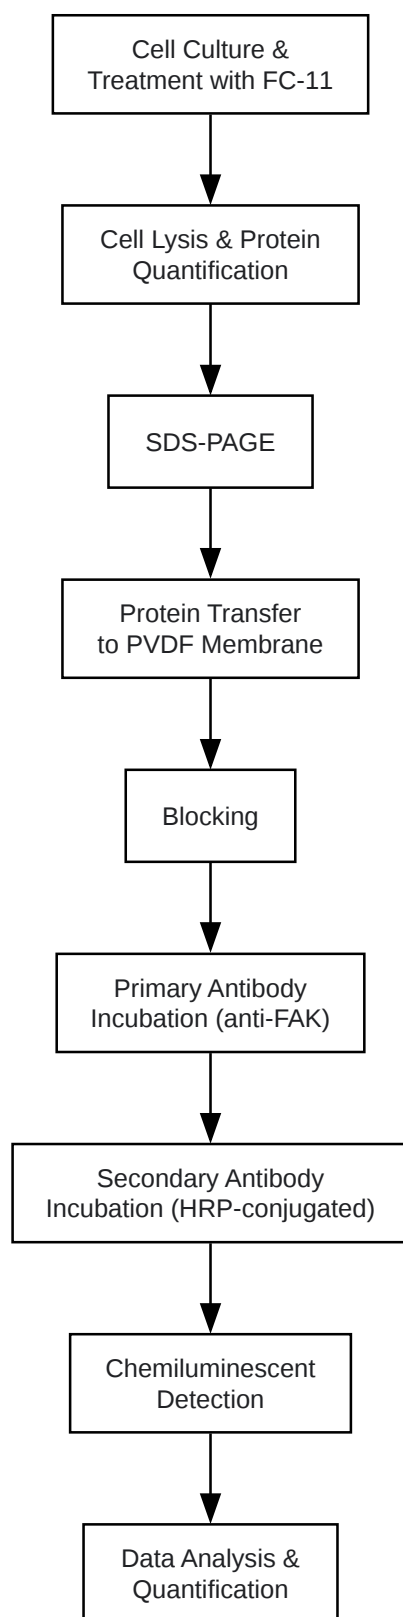 Cell Culture &
Treatment with FC-11
Cell Lysis & Protein
Quantification
SDS-PAGE
Protein Transfer
to PVDF Membrane
Blocking
Primary Antibody
Incubation (anti-FAK)
Secondary Antibody
Incubation (HRP-conjugated)
Chemiluminescent
Detection
Data Analysis &
Quantification